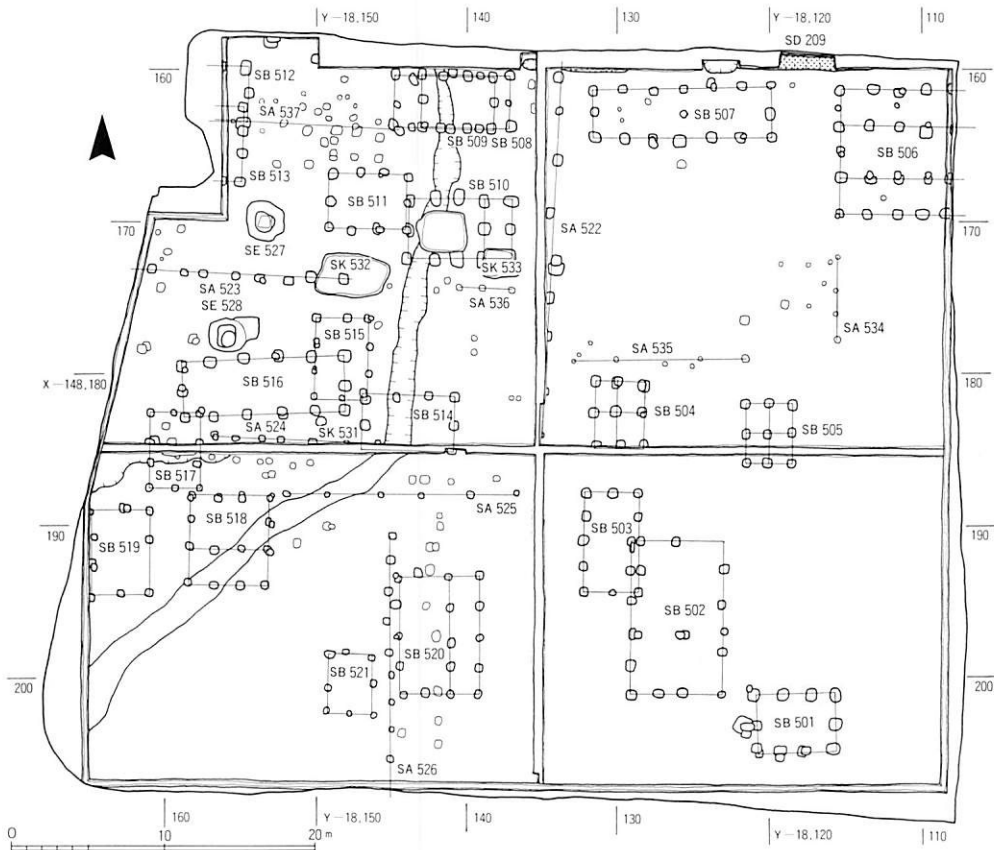 Y－18,150 140 130 Y－18,120 110
SD 209
160 160
SB 512
SA 537
SB 507
SB 506
SB 509 SB 508
SB 513
SB 511
SB 510
170 170
SE 527
SA 522
SK 532
SK 533
SA 523
SA 536
SE 528
SA 534
SB 515
SA 535
X－148,180 180
SB 516
SB 514
SB 504
SB 505
SA 524
SK 531
SB 517
SB 518
SA 525
SB 503
190 190
SB 519
SB 502
SB 520
SB 521
200 200
SB 501
SA 526
160 Y－18,150 140 130 Y－18,120 110
0 10 20 m